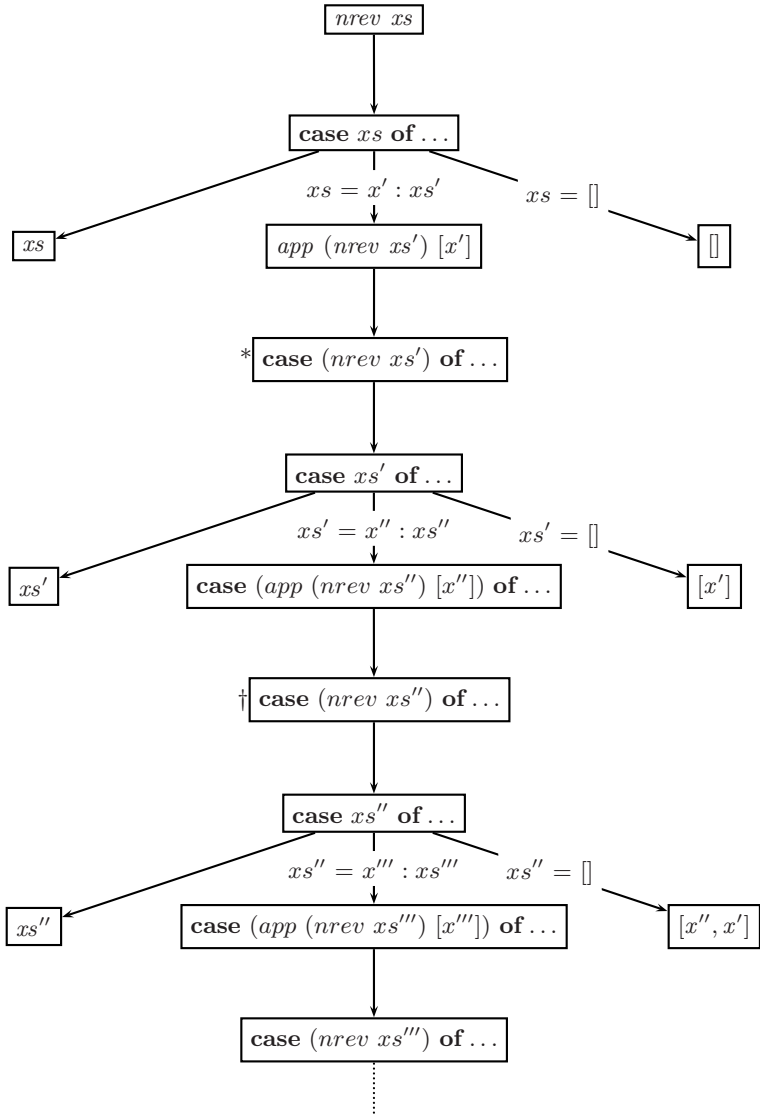 nrev xs
case xs of ...
xs = x′ : xs′
xs = []
xs
app (nrev xs′) [x′]
[]
* case (nrev xs′) of ...
case xs′ of ...
xs′ = x″ : xs″
xs′ = []
xs′
case (app (nrev xs″) [x″]) of ...
[x′]
† case (nrev xs″) of ...
case xs″ of ...
xs″ = x‴ : xs‴
xs″ = []
xs″
case (app (nrev xs‴) [x‴]) of ...
[x″, x′]
case (nrev xs‴) of ...